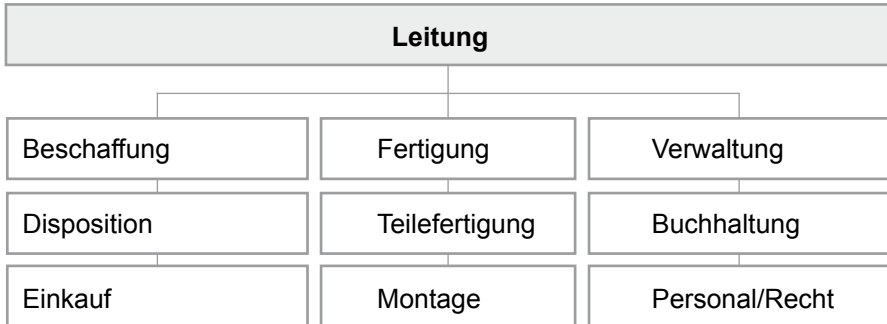 Leitung
Beschaffung
Fertigung
Verwaltung
Disposition
Teilefertigung
Buchhaltung
Einkauf
Montage
Personal/Recht